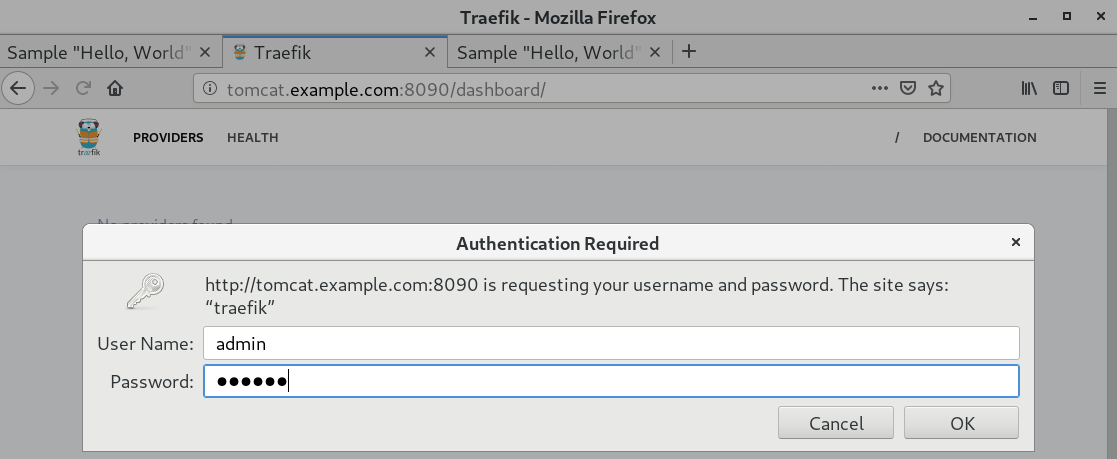 Traefik - Mozilla Firefox
Sample "Hello, World" Traefik Sample "Hello, World"
tomcat.example.com:8090/dashboard/
træfik PROVIDERS HEALTH / DOCUMENTATION
No providers found
Authentication Required
http://tomcat.example.com:8090 is requesting your username and password. The site says:
“traefik”
User Name: admin
Password: ●●●●●●
Cancel OK